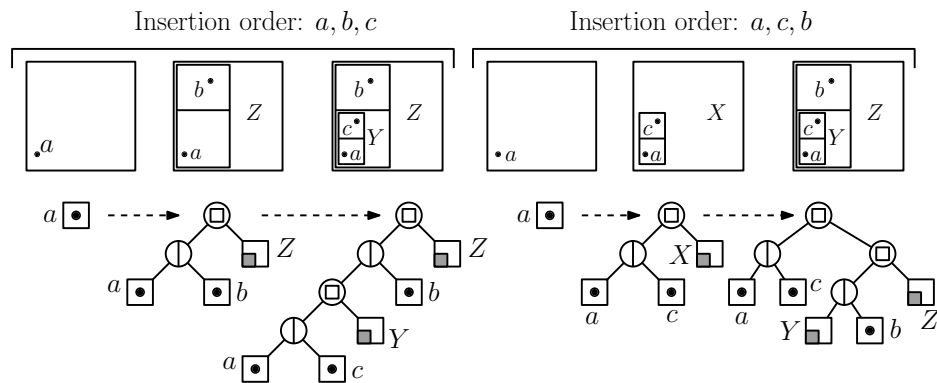 Insertion order: a, b, c
Insertion order: a, c, b
a
b Z a
b Z c Y a
a
X c a
b Z c Y a
a
Z a b
Z b Y a c
a
X a c
c a Y b Z